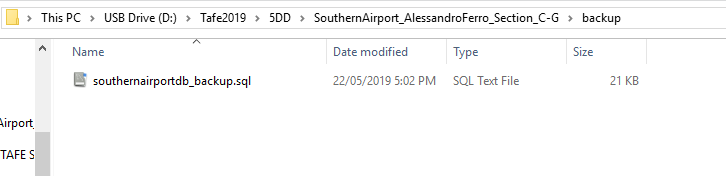 This PC > USB Drive (D:) > Tafe2019 > 5DD > SouthernAirport_AlessandroFerro_Section_C-G > backup
Name Date modified Type Size
southernairportdb_backup.sql 22/05/2019 5:02 PM SQL Text File 21 KB
Airport_
TAFE S